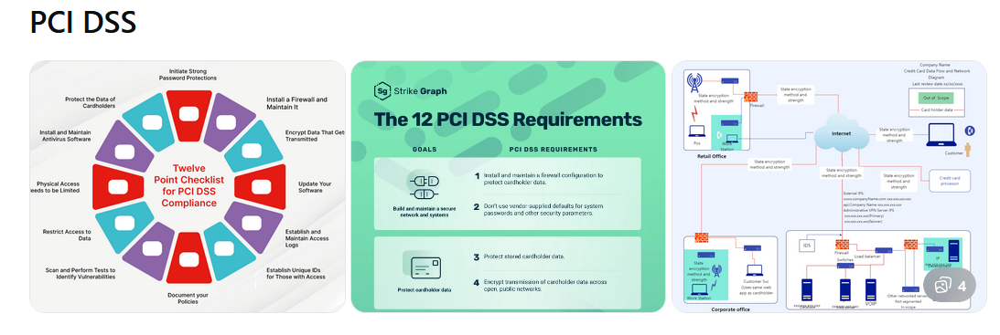 PCI DSS
Initiate Strong
Password Protections
Install a Firewall and
Maintain It
Encrypt Data That Gets
Transmitted
Update Your
Software
Establish and
Maintain Access
Logs
Establish Unique IDs
for Those with Access
Document your
Policies
Scan and Perform Tests to
Identify Vulnerabilities
Restrict Access to
Data
Physical Access
eeds to be Limited
Install and Maintain
Antivirus Software
Protect the Data of
Cardholders
Twelve
Point Checklist
for PCI DSS
Compliance
Sg Strike Graph
The 12 PCI DSS Requirements
GOALS
PCI DSS REQUIREMENTS
Build and maintain a secure
network and systems
1 Install and maintain a firewall configuration to
protect cardholder data.
2 Don't use vendor-supplied defaults for system
passwords and other security parameters.
Protect cardholder data
3 Protect stored cardholder data.
4 Encrypt transmission of cardholder data across
open, public networks.
Company Name
Credit Card Data Flow and Network
Diagram
Last review date xx/xx/xxx
Out of Scope
Card holder data
State encryption
method and strength
Firewall
Pos
Work
Station
Retail Office
State encryption
method and
strength
Internet
State encryption
method and
strength
Customer
State encryption
method and strength
State encryption
method and strength
State encryption
method and
strength
Credit card
processor
External IPS:
www.companyName.com xxx.xxx.xxx.xxx
api.Company Name xxx.xxx.xxx.xxx
Administrative VPN Server IPS
xxx.xxx.xxx.xxx(Primary)
xxx.xxx.xxx.xxx(failover)
Firewall
State
encryption
method and
strength
Work Station
Customer Svc
(Uses same web
app as cardholder
Corporate office
IDS
Firewall
Load balancer
Switches
VOIP
Other networked servers
Not segmented
In-scope
4